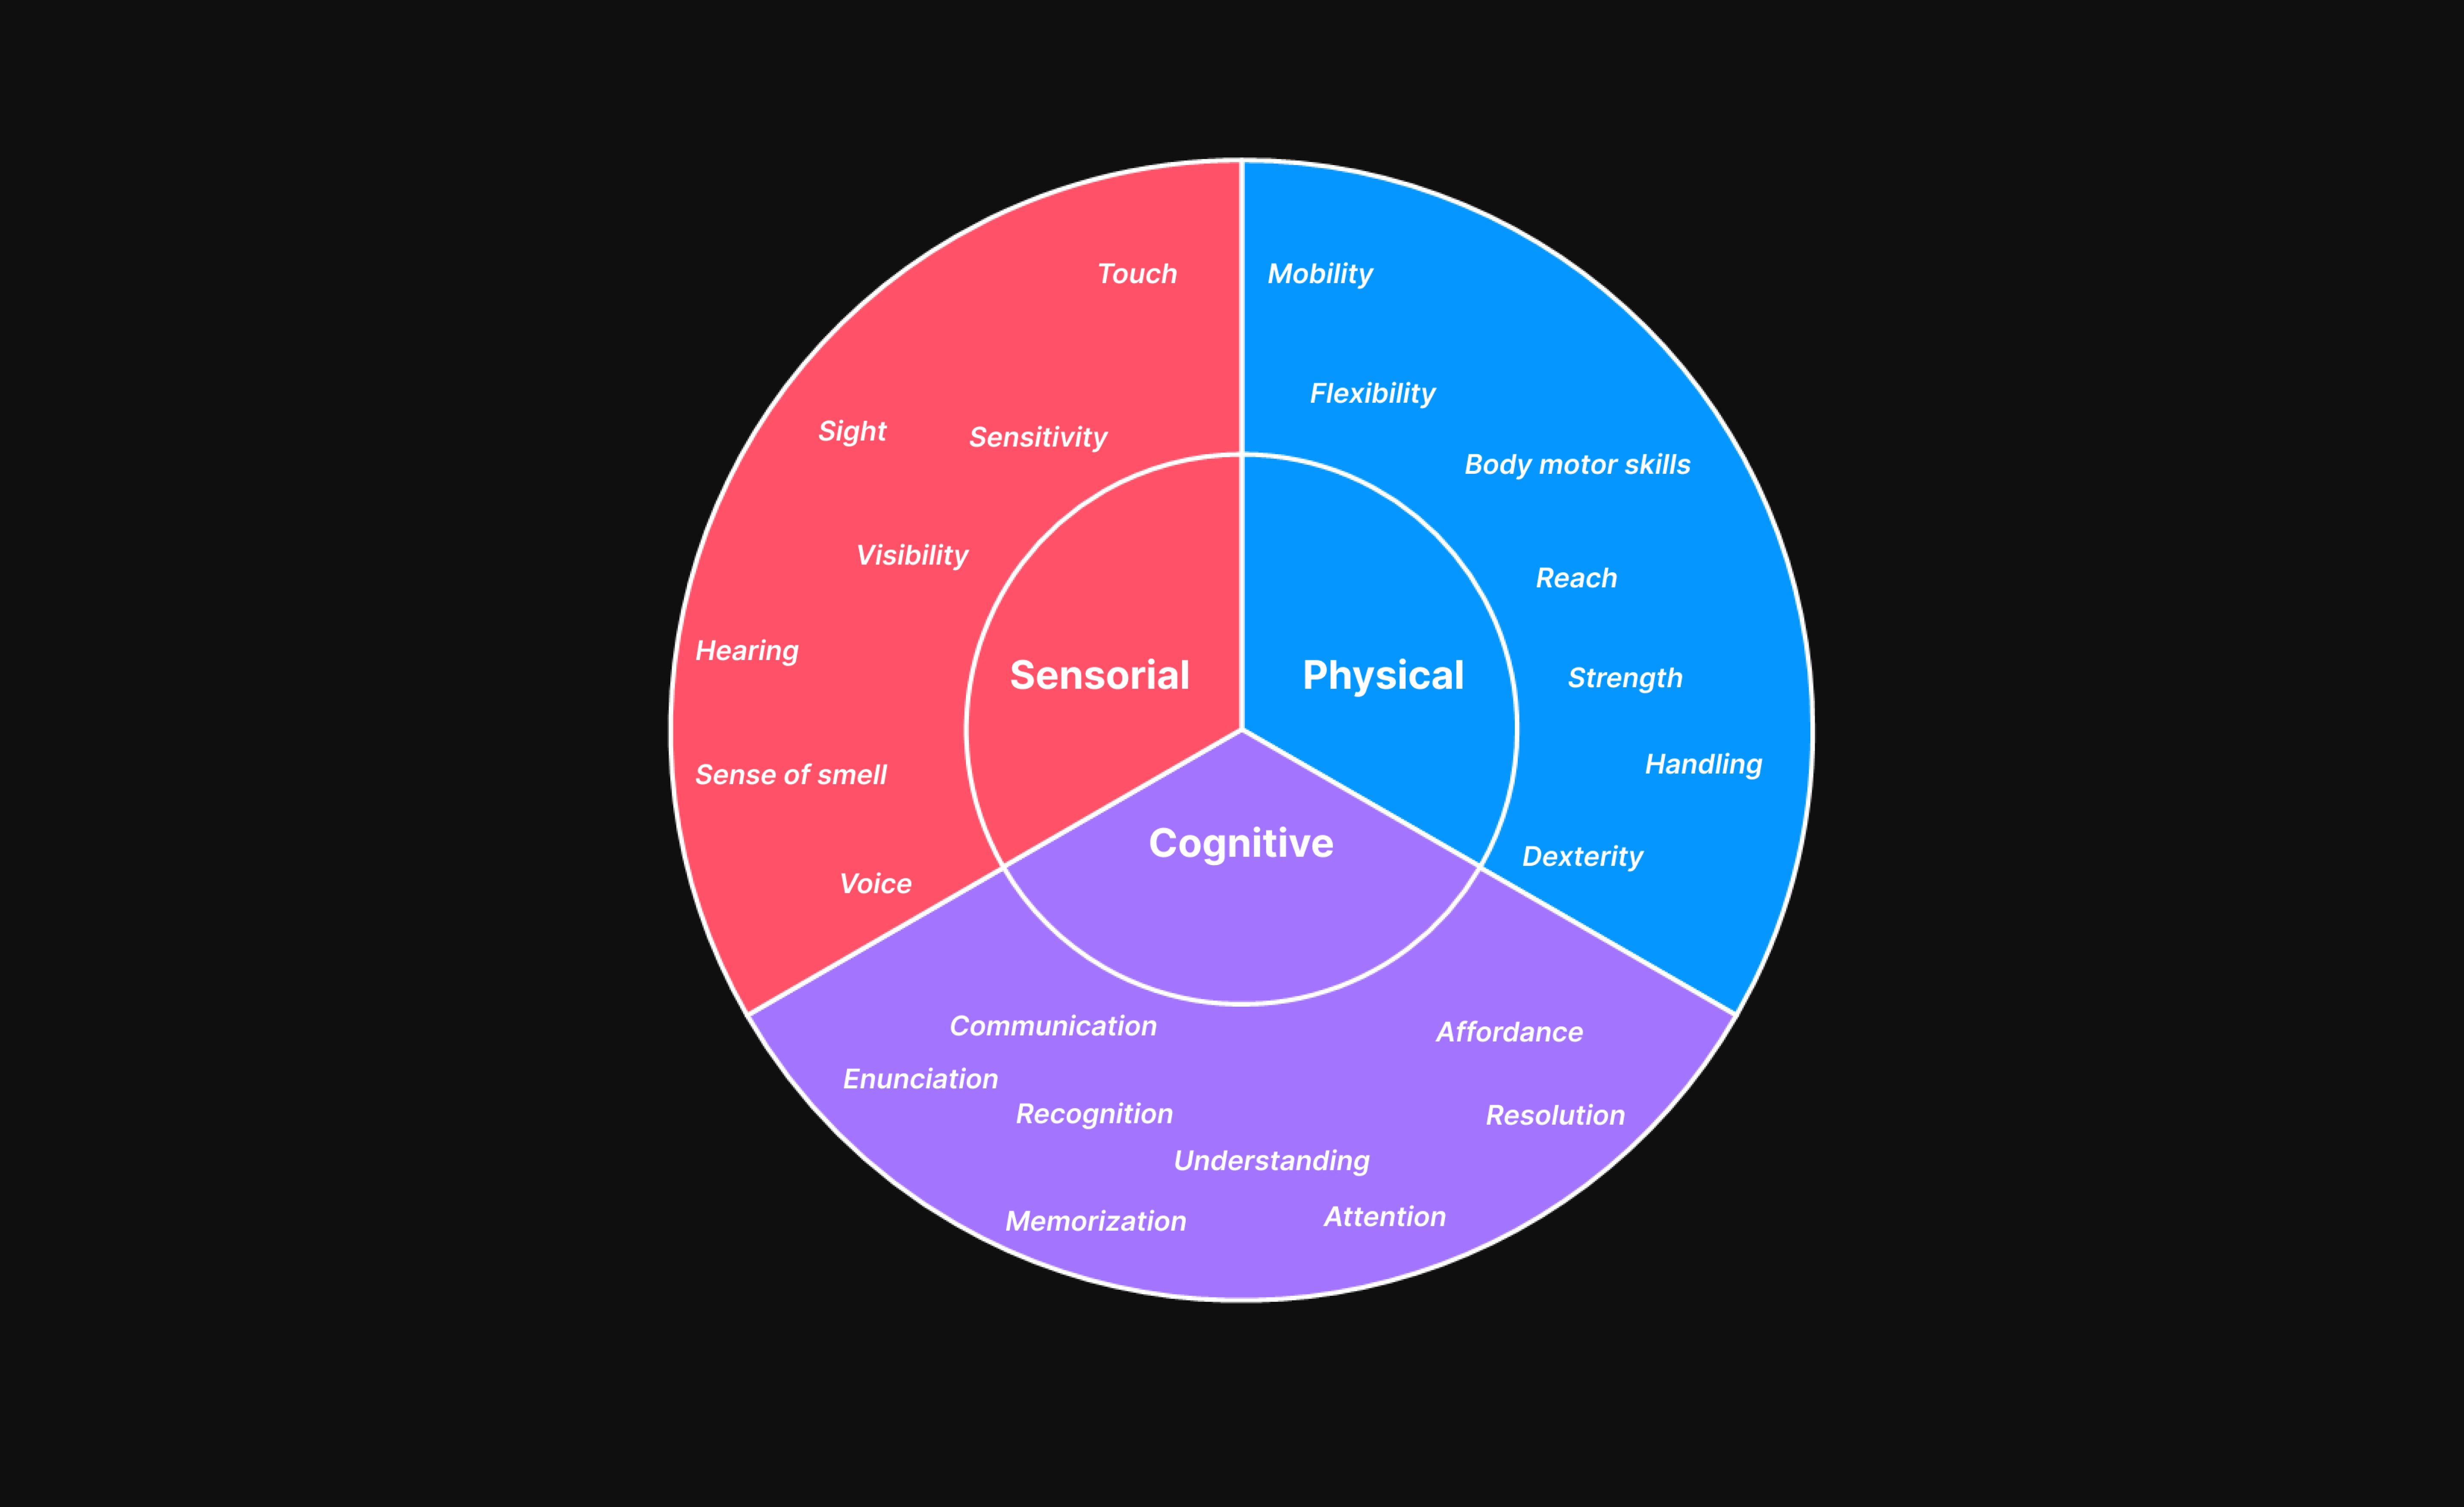 Touch
Mobility
Flexibility
Sight
Sensitivity
Body motor skills
Visibility
Reach
Hearing
Sensorial
Physical
Strength
Sense of smell
Handling
Cognitive
Dexterity
Voice
Communication
Affordance
Enunciation
Recognition
Resolution
Understanding
Memorization
Attention